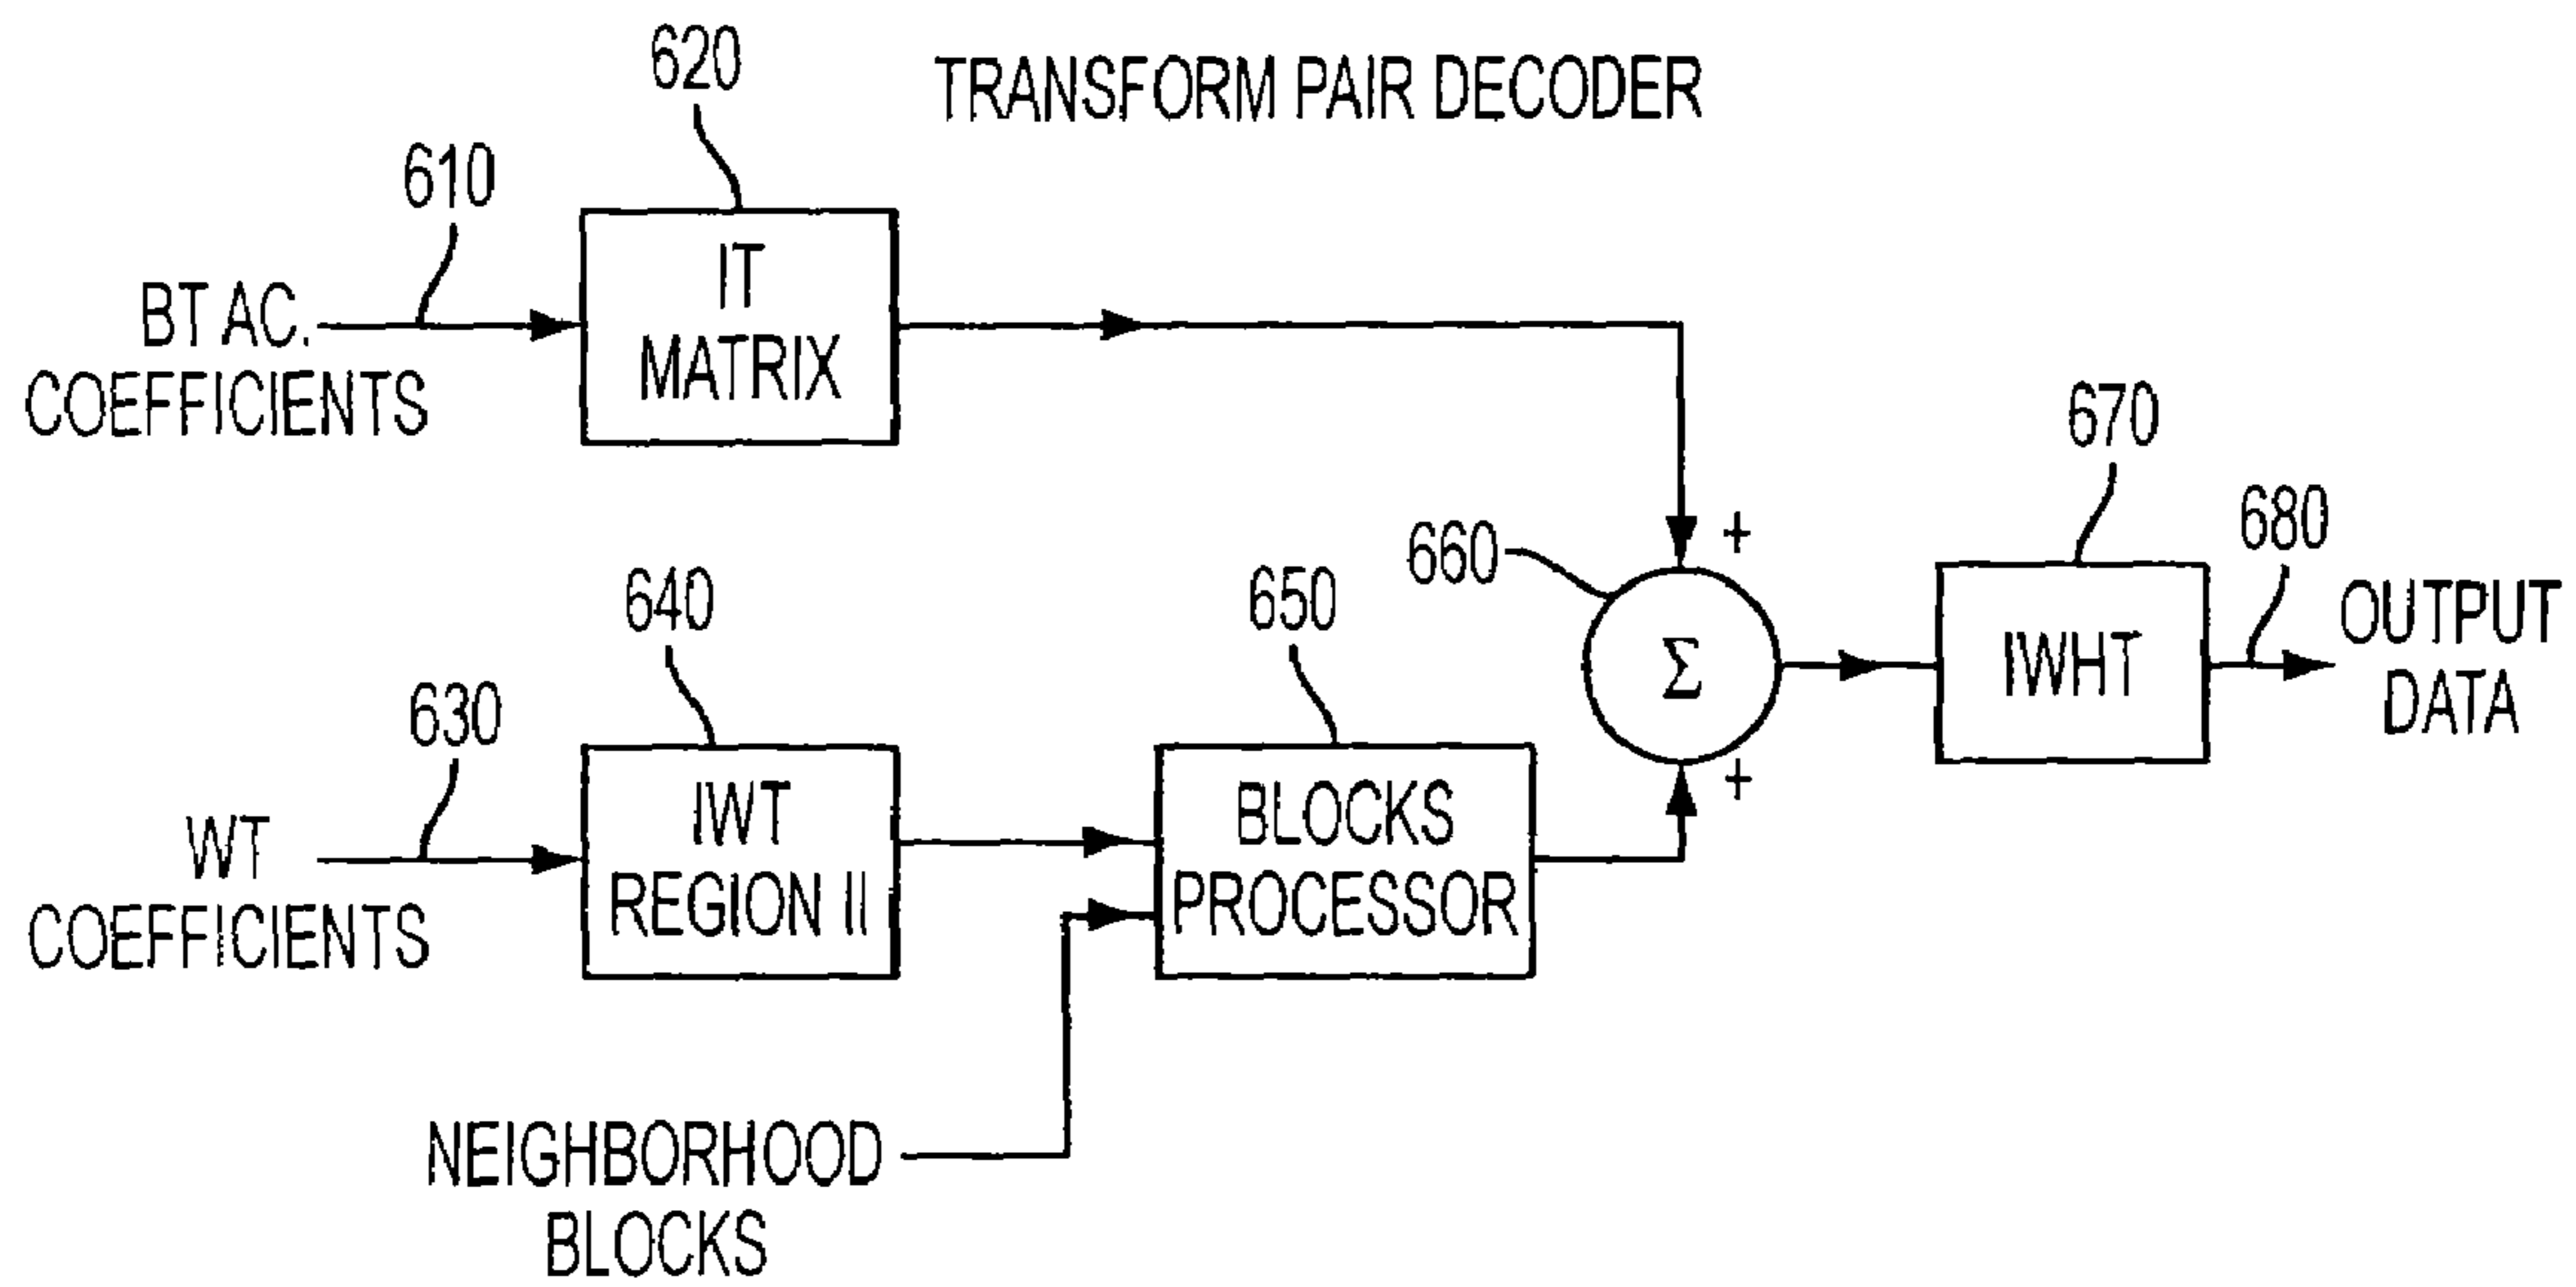 TRANSFORM PAIR DECODER
620
610
BT AC.
COEFFICIENTS
IT
MATRIX
670
680
660
+
Σ
+
IWHT
OUTPUT
DATA
640
650
630
WT
COEFFICIENTS
IWT
REGION II
BLOCKS
PROCESSOR
NEIGHBORHOOD
BLOCKS